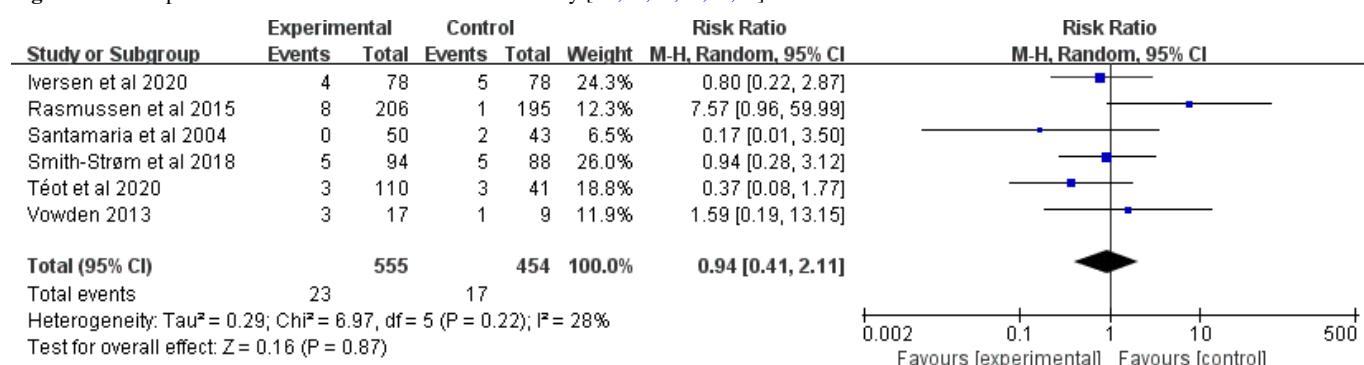 Experimental Control Risk Ratio Risk Ratio
Study or Subgroup Events Total Events Total Weight M-H, Random, 95% CI M-H, Random, 95% CI
Iversen et al 2020 4 78 5 78 24.3% 0.80 [0.22, 2.87]
Rasmussen et al 2015 8 206 1 195 12.3% 7.57 [0.96, 59.99]
Santamaria et al 2004 0 50 2 43 6.5% 0.17 [0.01, 3.50]
Smith-Strøm et al 2018 5 94 5 88 26.0% 0.94 [0.28, 3.12]
Téot et al 2020 3 110 3 41 18.8% 0.37 [0.08, 1.77]
Vowden 2013 3 17 1 9 11.9% 1.59 [0.19, 13.15]
Total (95% CI) 555 454 100.0% 0.94 [0.41, 2.11]
Total events 23 17
Heterogeneity: Tau² = 0.29; Chi² = 6.97, df = 5 (P = 0.22); I² = 28%
Test for overall effect: Z = 0.16 (P = 0.87)
0.002 0.1 1 10 500
Favours [experimental] Favours [control]